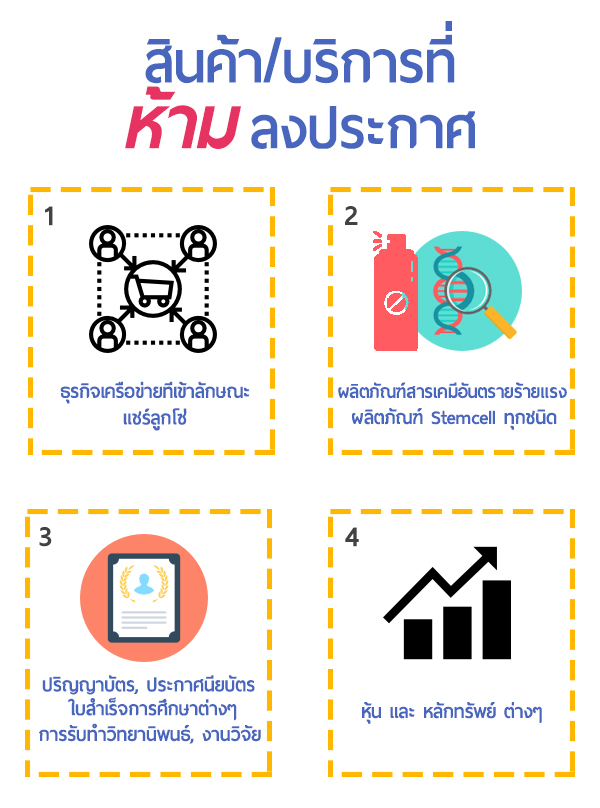 สินค้า/บริการที่
ห้าม ลงประกาศ
1
ธุรกิจเครือข่ายที่เข้าลักษณะ
แชร์ลูกโซ่
2
ผลิตภัณฑ์สารเคมีอันตรายร้ายแรง
ผลิตภัณฑ์ Stemcell ทุกชนิด
3
ปริญญาบัตร, ประกาศนียบัตร
ใบสำเร็จการศึกษาต่างๆ
การรับทำวิทยานิพนธ์, งานวิจัย
4
หุ้น และ หลักทรัพย์ ต่างๆ